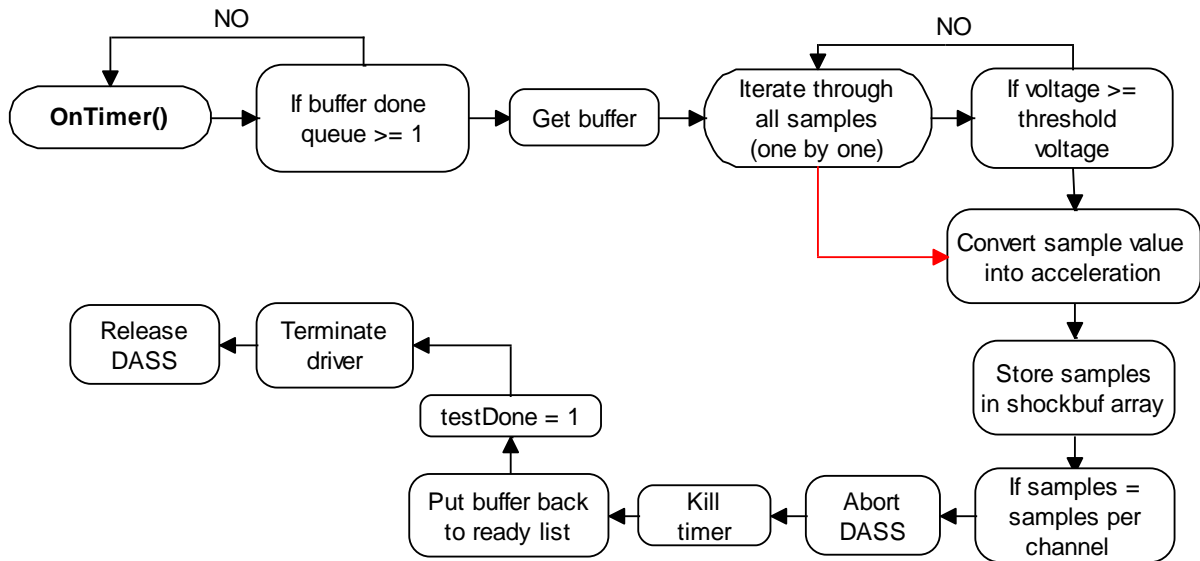 NO
OnTimer()
If buffer done
queue >= 1
Get buffer
NO
Iterate through
all samples
(one by one)
If voltage >=
threshold
voltage
Convert sample value
into acceleration
Store samples
in shockbuf array
If samples =
samples per
channel
Abort
DASS
Kill
timer
Put buffer back
to ready list
testDone = 1
Terminate
driver
Release
DASS